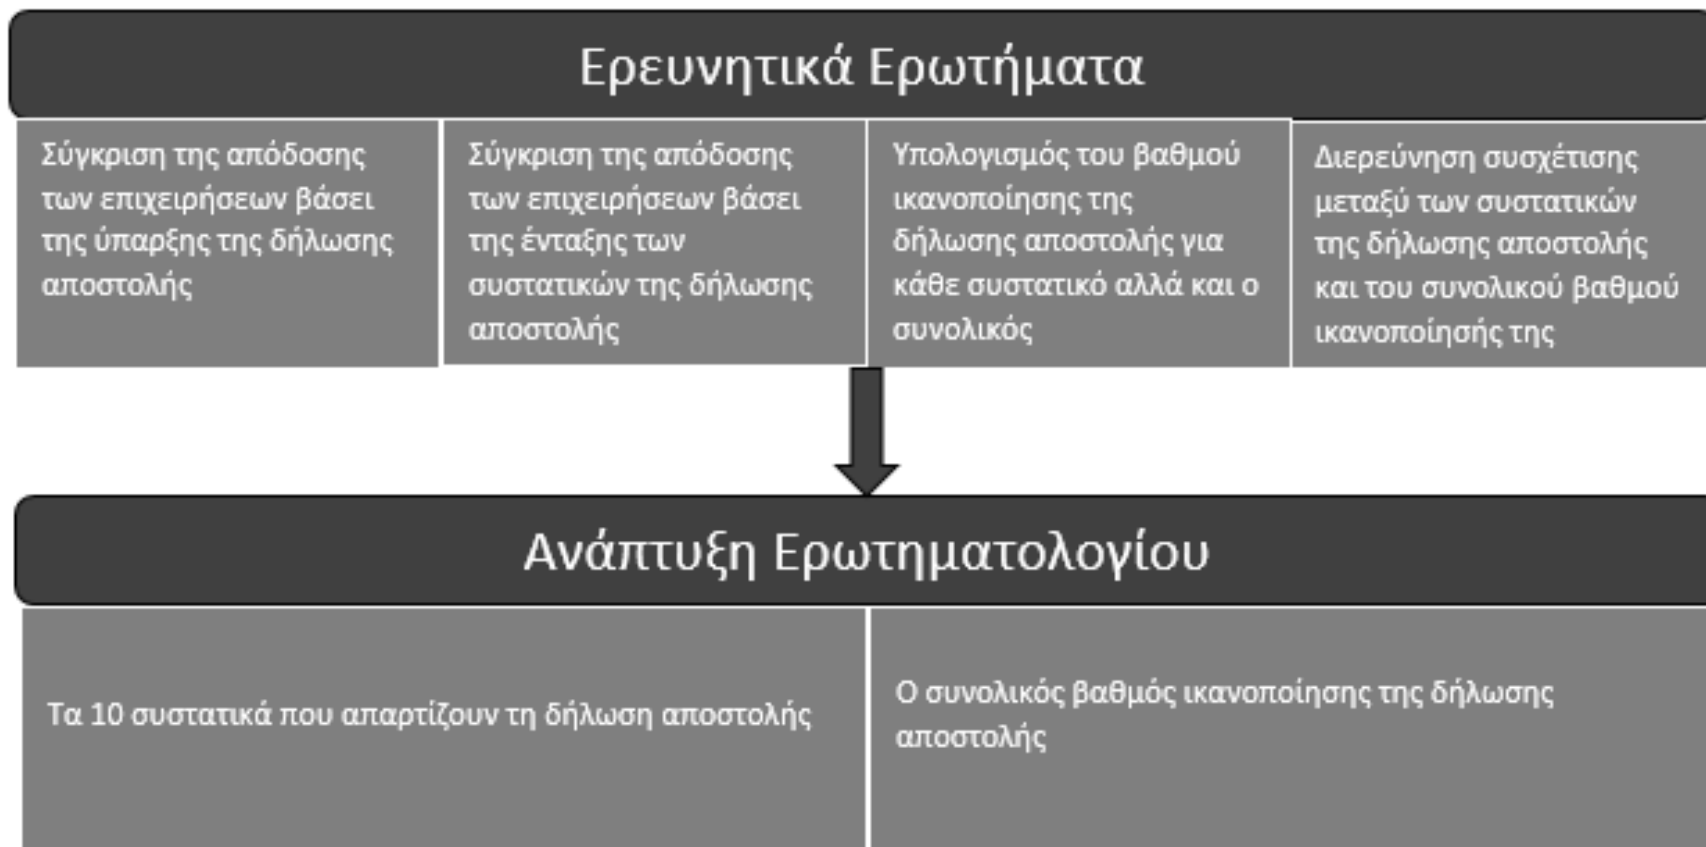 Ερευνητικά Ερωτήματα
Σύγκριση της απόδοσης
των επιχειρήσεων βάσει
της ύπαρξης της δήλωσης
αποστολής
Σύγκριση της απόδοσης
των επιχειρήσεων βάσει
της ένταξης των
συστατικών της δήλωσης
αποστολής
Υπολογισμός του βαθμού
ικανοποίησης της
δήλωσης αποστολής για
κάθε συστατικό αλλά και ο
συνολικός
Διερεύνηση συσχέτισης
μεταξύ των συστατικών
της δήλωσης αποστολής
και του συνολικού βαθμού
ικανοποίησής της
Ανάπτυξη Ερωτηματολογίου
Τα 10 συστατικά που απαρτίζουν τη δήλωση αποστολής
Ο συνολικός βαθμός ικανοποίησης της δήλωσης
αποστολής